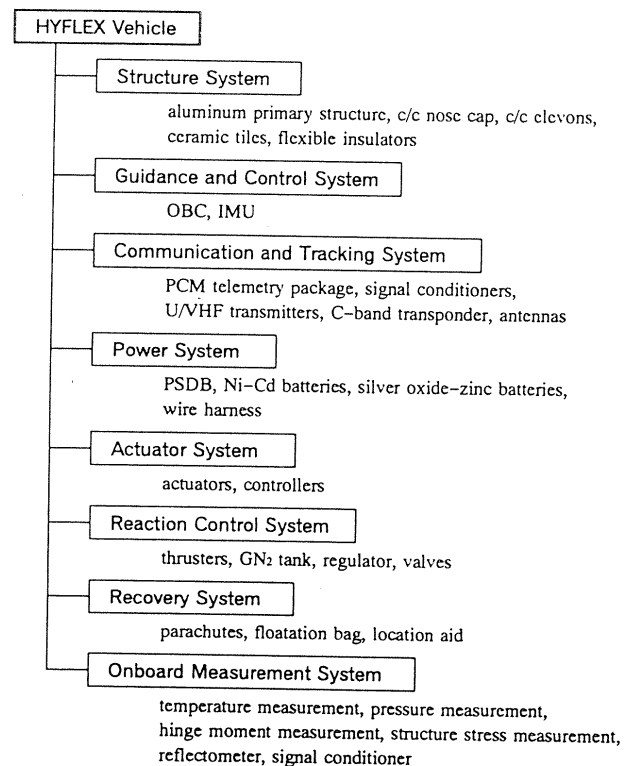 HYFLEX Vehicle
Structure System
aluminum primary structure, c/c nose cap, c/c elevons,
ceramic tiles, flexible insulators
Guidance and Control System
OBC, IMU
Communication and Tracking System
PCM telemetry package, signal conditioners,
U/VHF transmitters, C-band transponder, antennas
Power System
PSDB, Ni-Cd batteries, silver oxide-zinc batteries,
wire harness
Actuator System
actuators, controllers
Reaction Control System
thrusters, GN₂ tank, regulator, valves
Recovery System
parachutes, floatation bag, location aid
Onboard Measurement System
temperature measurement, pressure measurement,
hinge moment measurement, structure stress measurement,
reflectometer, signal conditioner